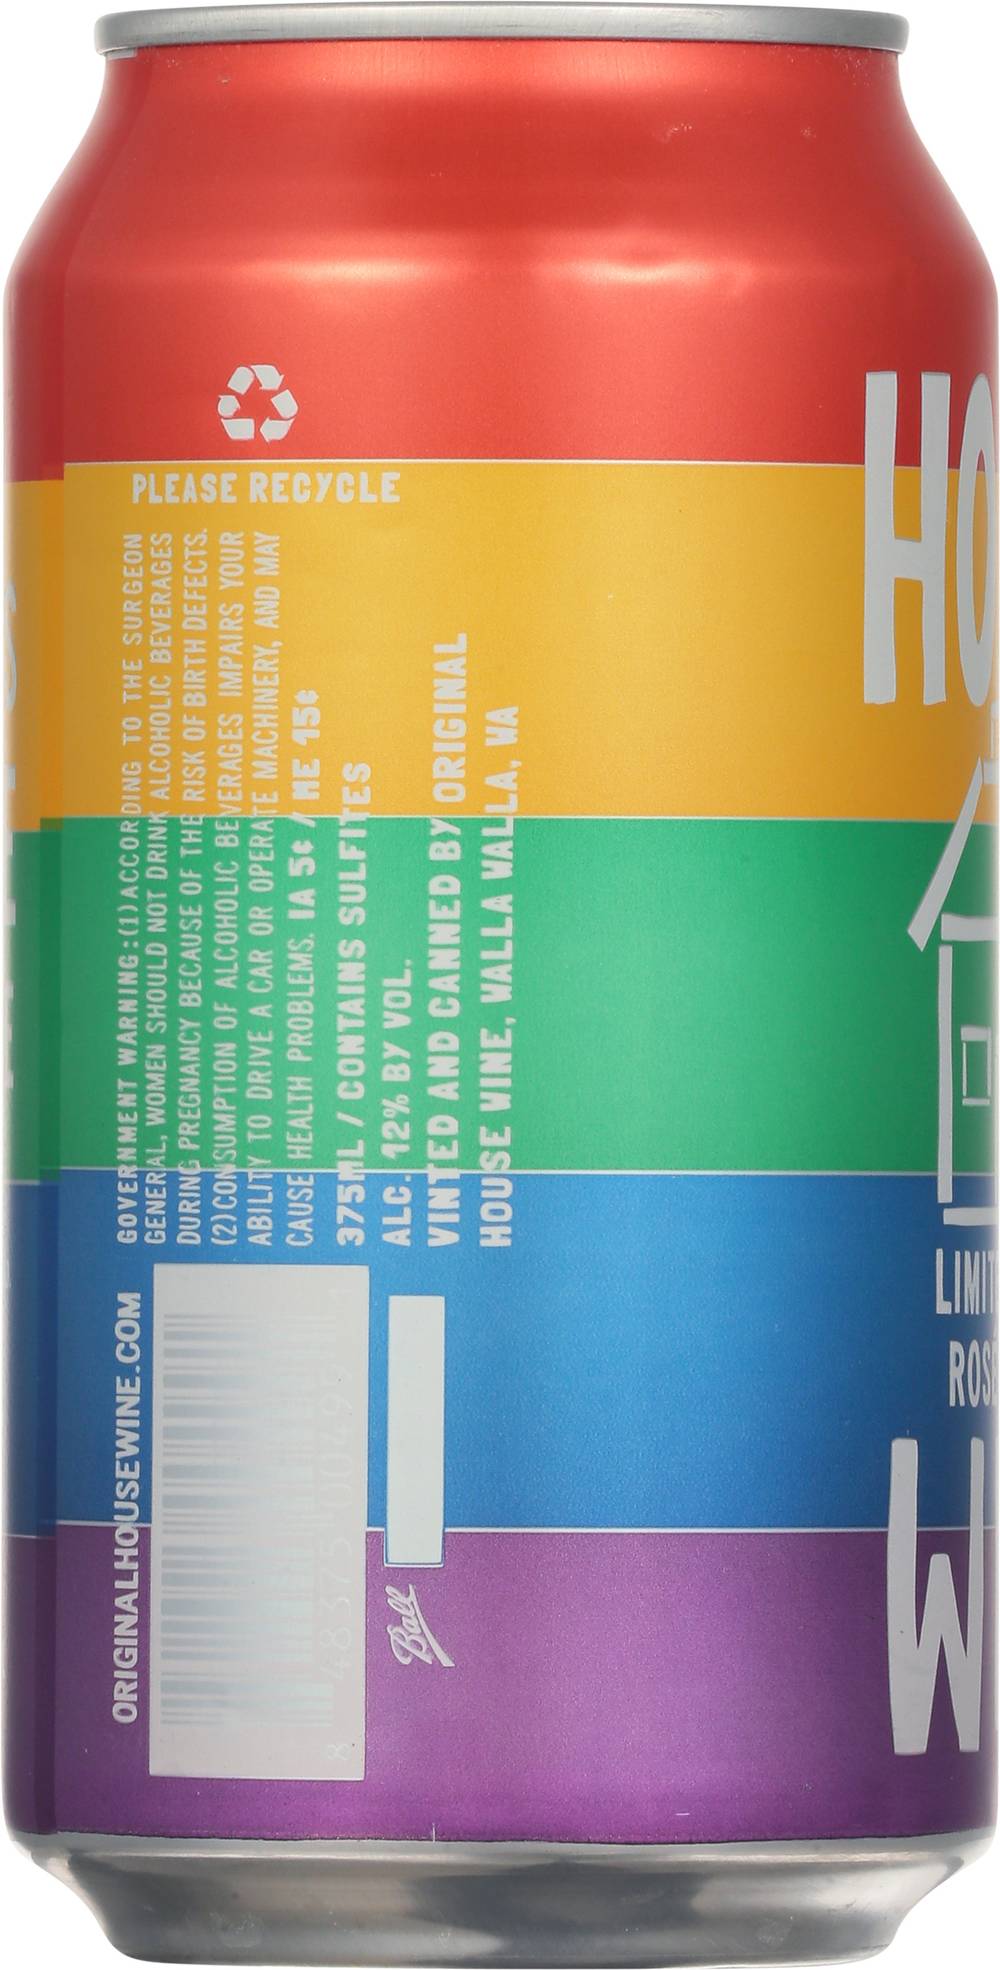 PLEASE RECYCLE
GOVERNMENT WARNING:(1)ACCORDING TO THE SURGEON
GENERAL, WOMEN SHOULD NOT DRINK ALCOHOLIC BEVERAGES
DURING PREGNANCY BECAUSE OF THE RISK OF BIRTH DEFECTS.
(2)CONSUMPTION OF ALCOHOLIC BEVERAGES IMPAIRS YOUR
ABILITY TO DRIVE A CAR OR OPERATE MACHINERY, AND MAY
CAUSE HEALTH PROBLEMS. IA 5¢ / ME 15¢
375ML / CONTAINS SULFITES
ALC. 12% BY VOL.
VINTED AND CANNED BY ORIGINAL
HOUSE WINE, WALLA WALLA, WA
ORIGINALHOUSEWINE.COM
Ball
HO
LIMIT
ROS
W